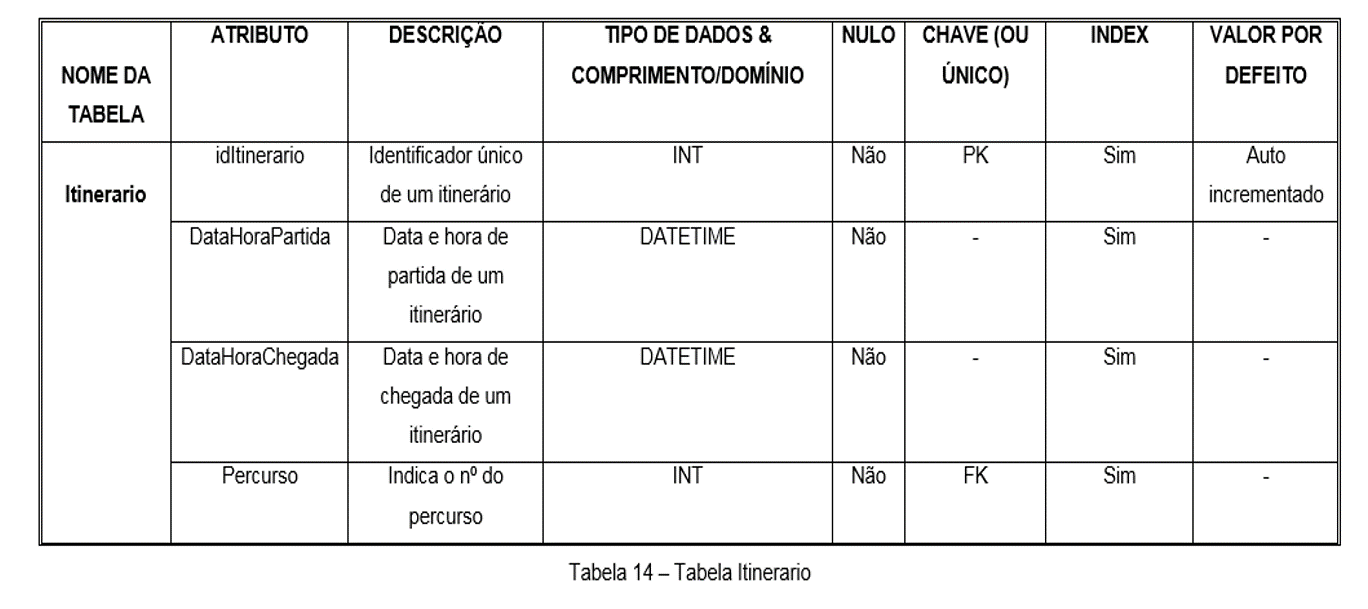 NOME DA
TABELA
ATRIBUTO
DESCRIÇÃO
TIPO DE DADOS &
COMPRIMENTO/DOMÍNIO
NULO
CHAVE (OU
ÚNICO)
INDEX
VALOR POR
DEFEITO
Itinerario
idItinerario
Identificador único
de um itinerário
INT
Não
PK
Sim
Auto
incrementado
DataHoraPartida
Data e hora de
partida de um
itinerário
DATETIME
Não
-
Sim
-
DataHoraChegada
Data e hora de
chegada de um
itinerário
DATETIME
Não
-
Sim
-
Percurso
Indica o nº do
percurso
INT
Não
FK
Sim
-
Tabela 14 – Tabela Itinerario